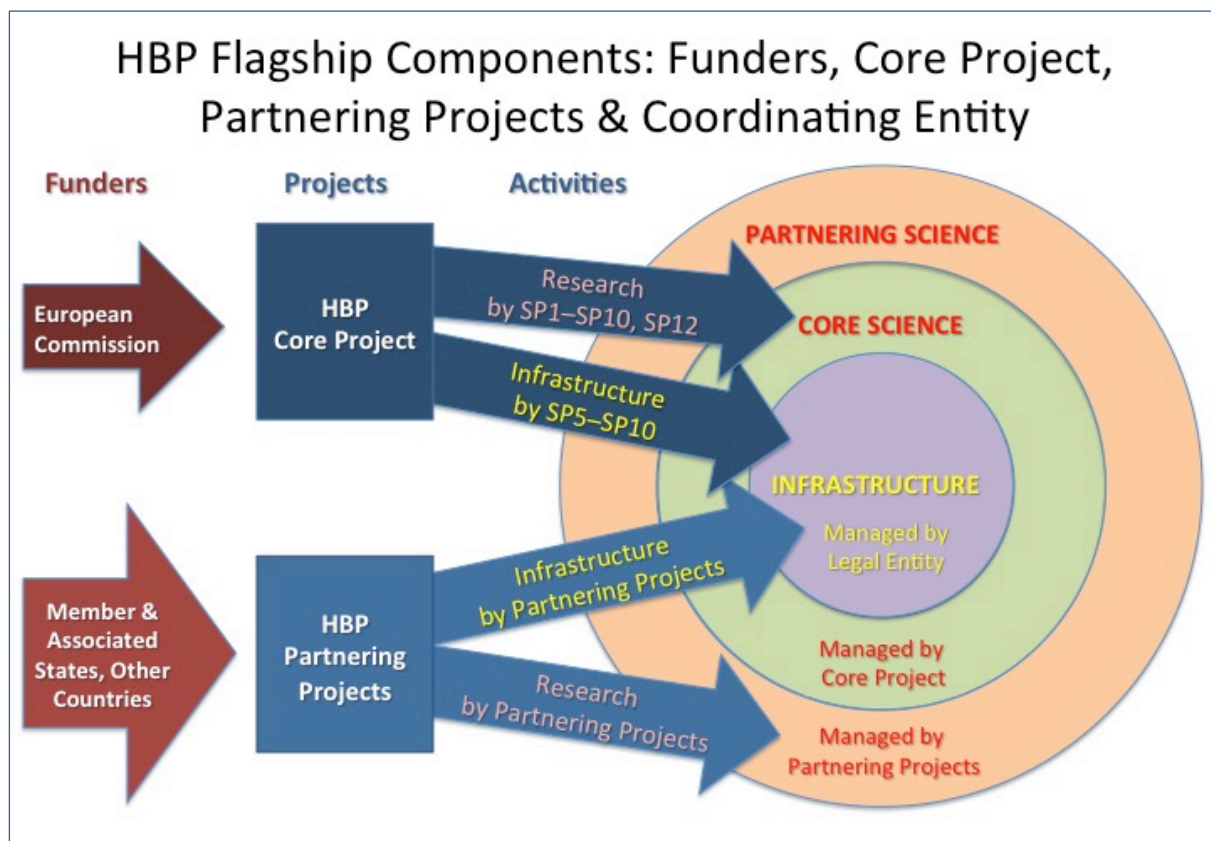 HBP Flagship Components: Funders, Core Project,
Partnering Projects & Coordinating Entity
Funders
Projects
Activities
European
Commission
HBP
Core Project
Research
by SP1–SP10, SP12
Infrastructure
by SP5–SP10
Member &
Associated
States, Other
Countries
HBP
Partnering
Projects
Infrastructure
by Partnering Projects
Research
by Partnering Projects
PARTNERING SCIENCE
CORE SCIENCE
INFRASTRUCTURE
Managed by
Legal Entity
Managed by
Core Project
Managed by
Partnering Projects